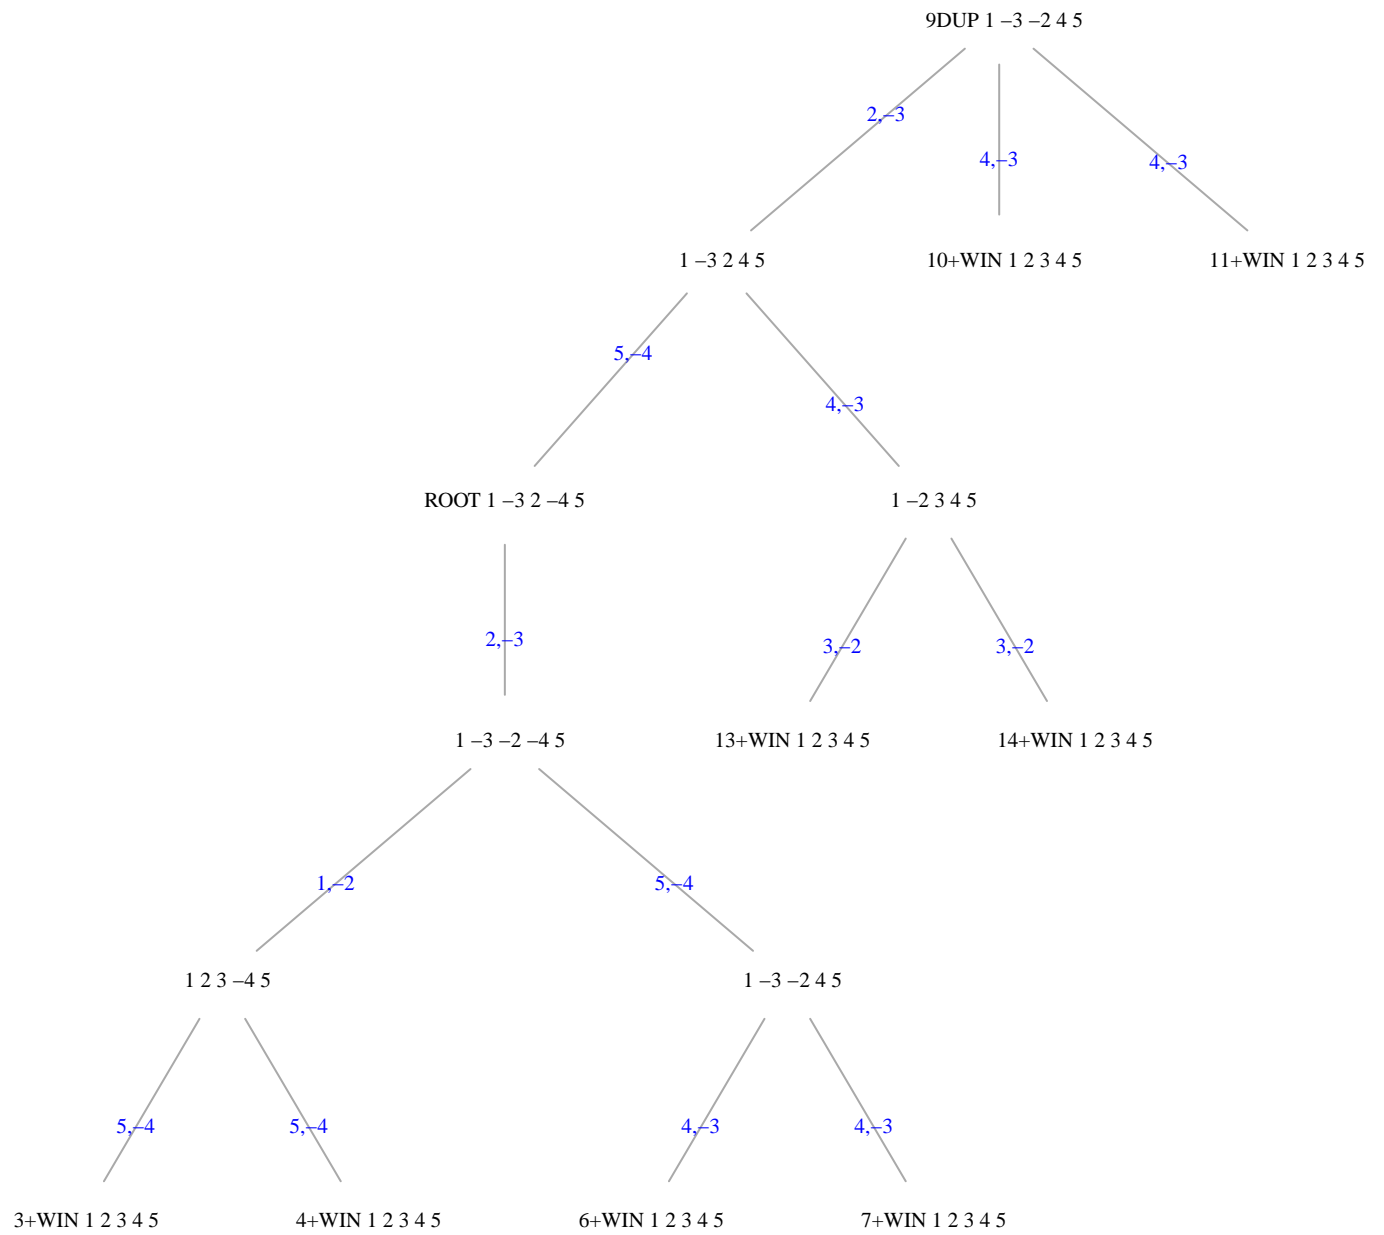 9DUP 1 –3 –2 4 5
2,–3
4,–3
4,–3
1 –3 2 4 5
10+WIN 1 2 3 4 5
11+WIN 1 2 3 4 5
5,–4
4,–3
ROOT 1 –3 2 –4 5
1 –2 3 4 5
2,–3
3,–2
3,–2
1 –3 –2 –4 5
13+WIN 1 2 3 4 5
14+WIN 1 2 3 4 5
1,–2
5,–4
1 2 3 –4 5
1 –3 –2 4 5
5,–4
5,–4
4,–3
4,–3
3+WIN 1 2 3 4 5
4+WIN 1 2 3 4 5
6+WIN 1 2 3 4 5
7+WIN 1 2 3 4 5